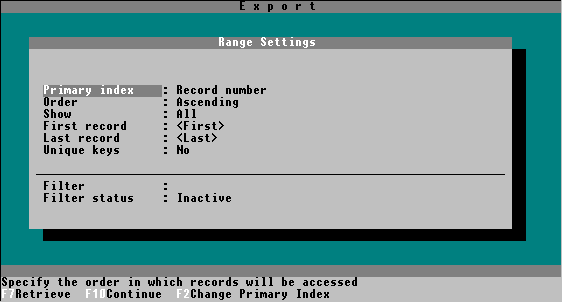 Export
Range Settings
Primary index : Record number
Order : Ascending
Show : All
First record : <First>
Last record : <Last>
Unique keys : No
Filter :
Filter status : Inactive
Specify the order in which records will be accessed
F7Retrieve F10Continue F2Change Primary Index